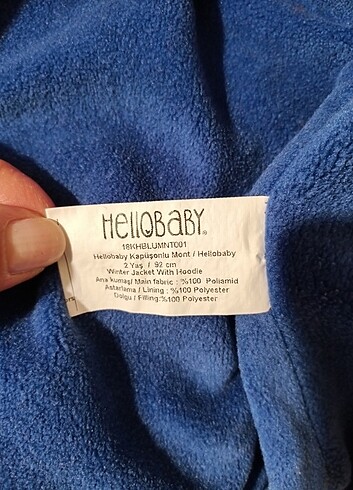 HELLOBABY®
18KHBLUMNT001
Hellobaby Kapüşonlu Mont / Hellobaby
2 Yaş / 92 cm
Winter Jacket With Hoodie
Ana kumaş/ Main fabric : %100 Poliamid
Astarlama / Lining : %100 Polyester
Dolgu / Filling:%100 Polyester